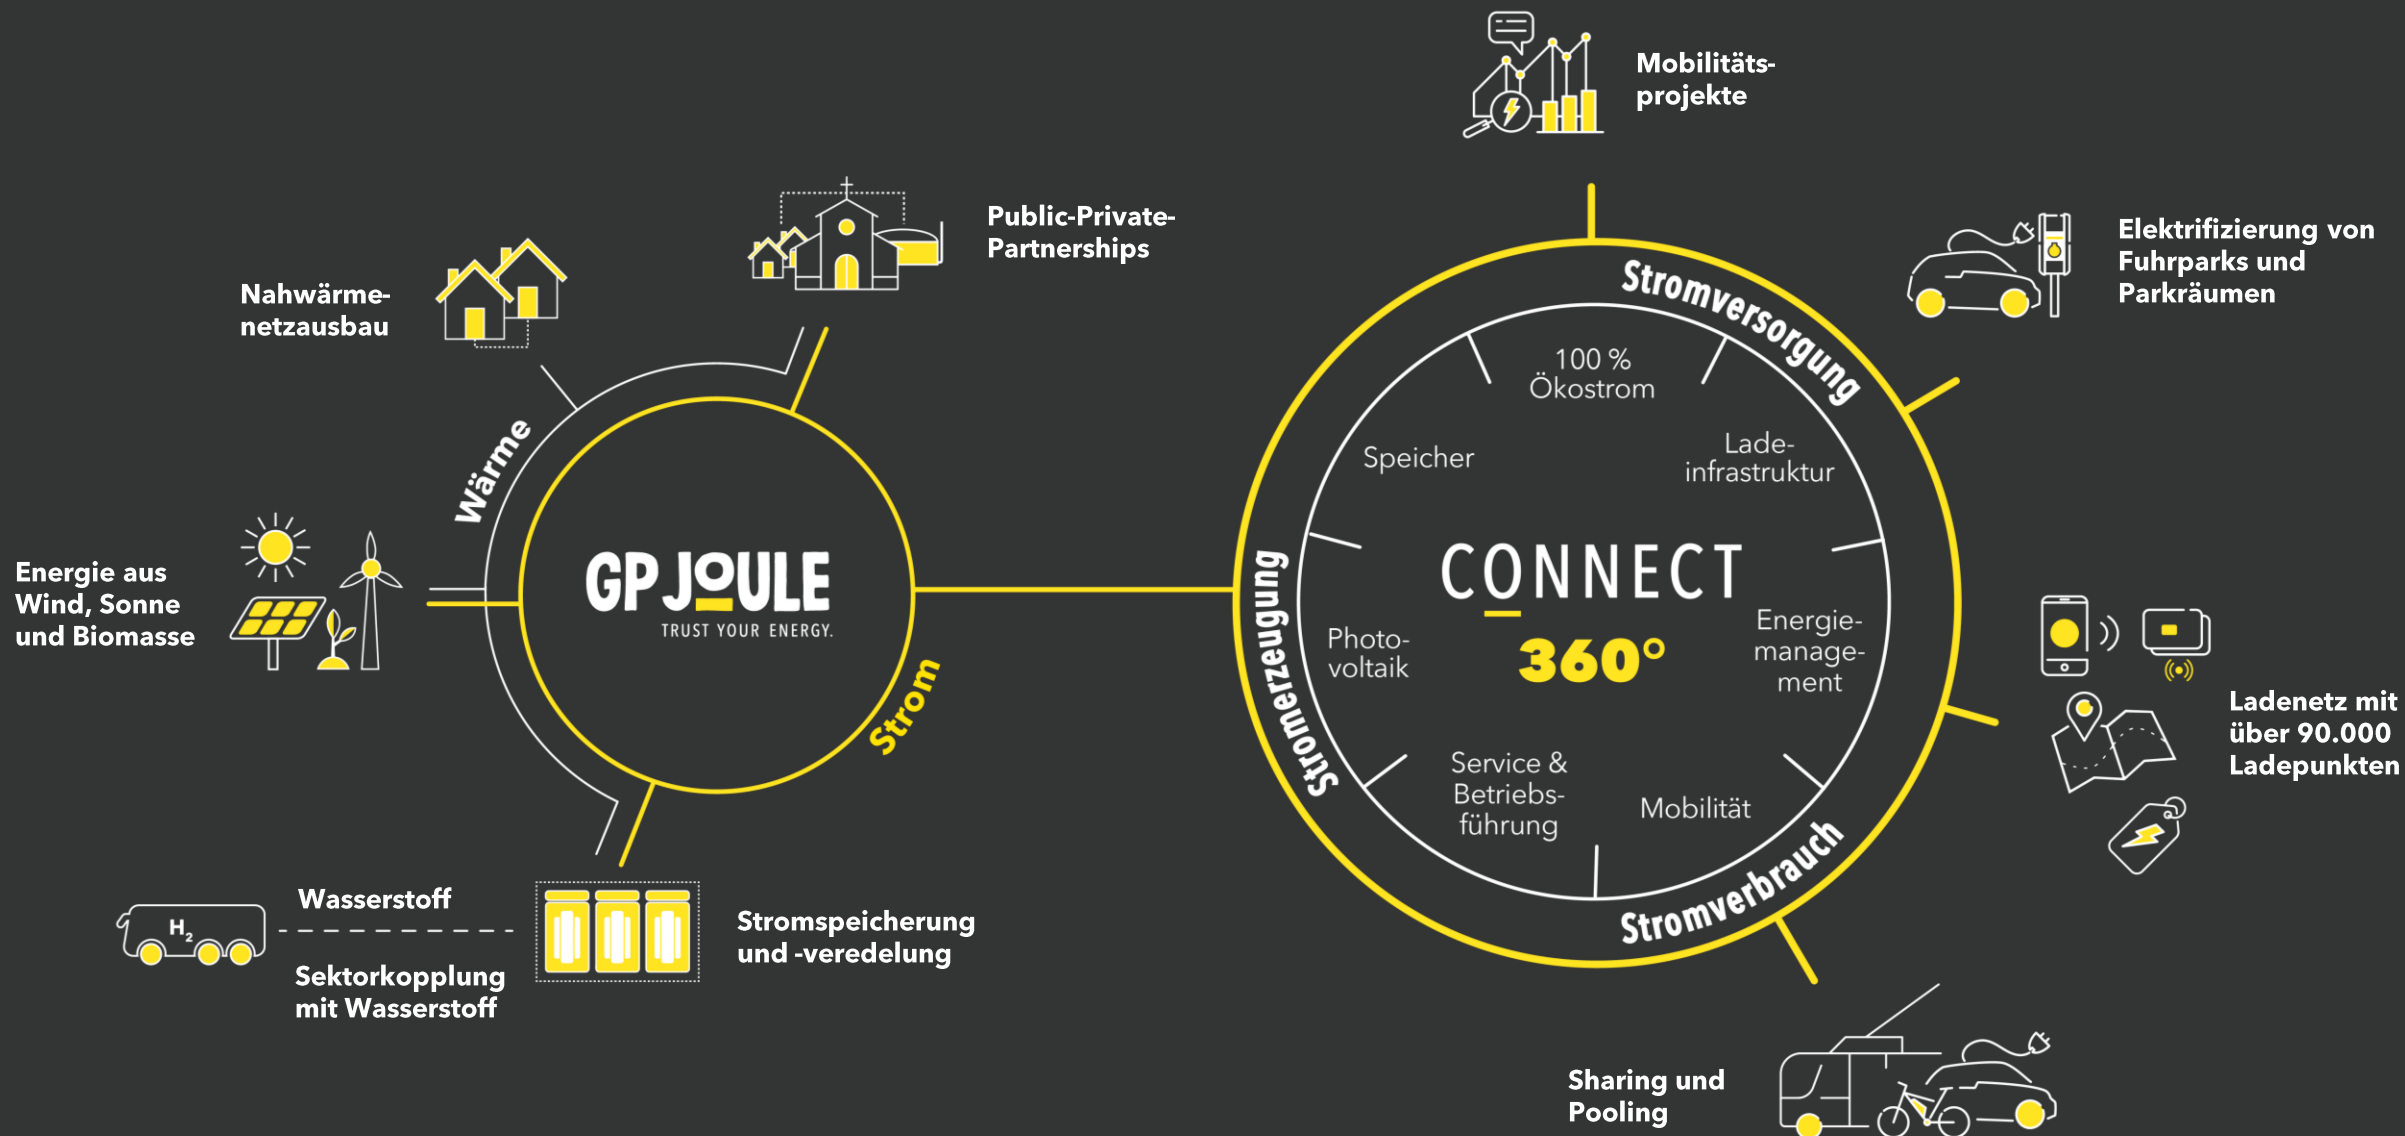 Mobilitäts-
projekte
Public-Private-
Partnerships
Elektrifizierung von
Fuhrparks und
Parkräumen
Nahwärme-
netzausbau
Wärme
Energie aus
Wind, Sonne
und Biomasse
GP JOULE
TRUST YOUR ENERGY.
Strom
Wasserstoff
H2
Sektorkopplung
mit Wasserstoff
Stromspeicherung
und -veredelung
Stromversorgung
100 %
Ökostrom
Speicher
Lade-
infrastruktur
CONNECT
360°
Stromerzeugung
Photo-
voltaik
Energie-
manage-
ment
Service &
Betriebs-
führung
Mobilität
Stromverbrauch
Ladenetz mit
über 90.000
Ladepunkten
Sharing und
Pooling